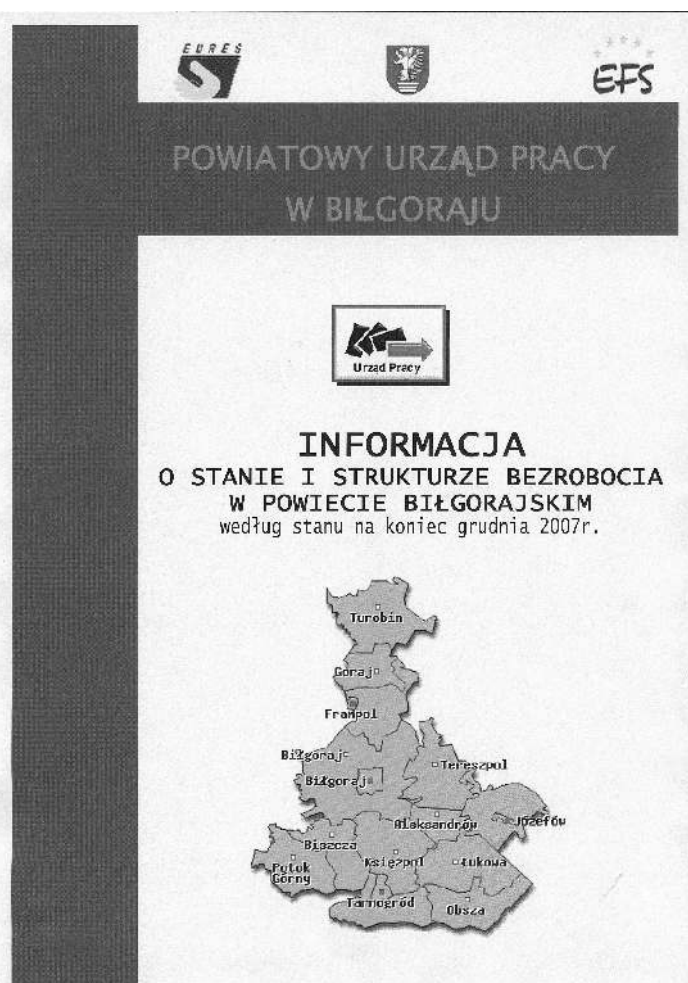 EURES
EFS
POWIATOWY URZĄD PRACY
W BIŁGORAJU
Urząd Pracy
INFORMACJA
O STANIE I STRUKTURZE BEZROBOCIA
W POWIECIE BIŁGORAJSKIM
według stanu na koniec grudnia 2007r.
Turobin
Goraj
Frampol
Biłgoraj
Tereszpol
Biłgoraj
Aleksandrów
Józefów
Biszcza
Księżpol
Łukowa
Potok
Górny
Tarnogród
Obsza